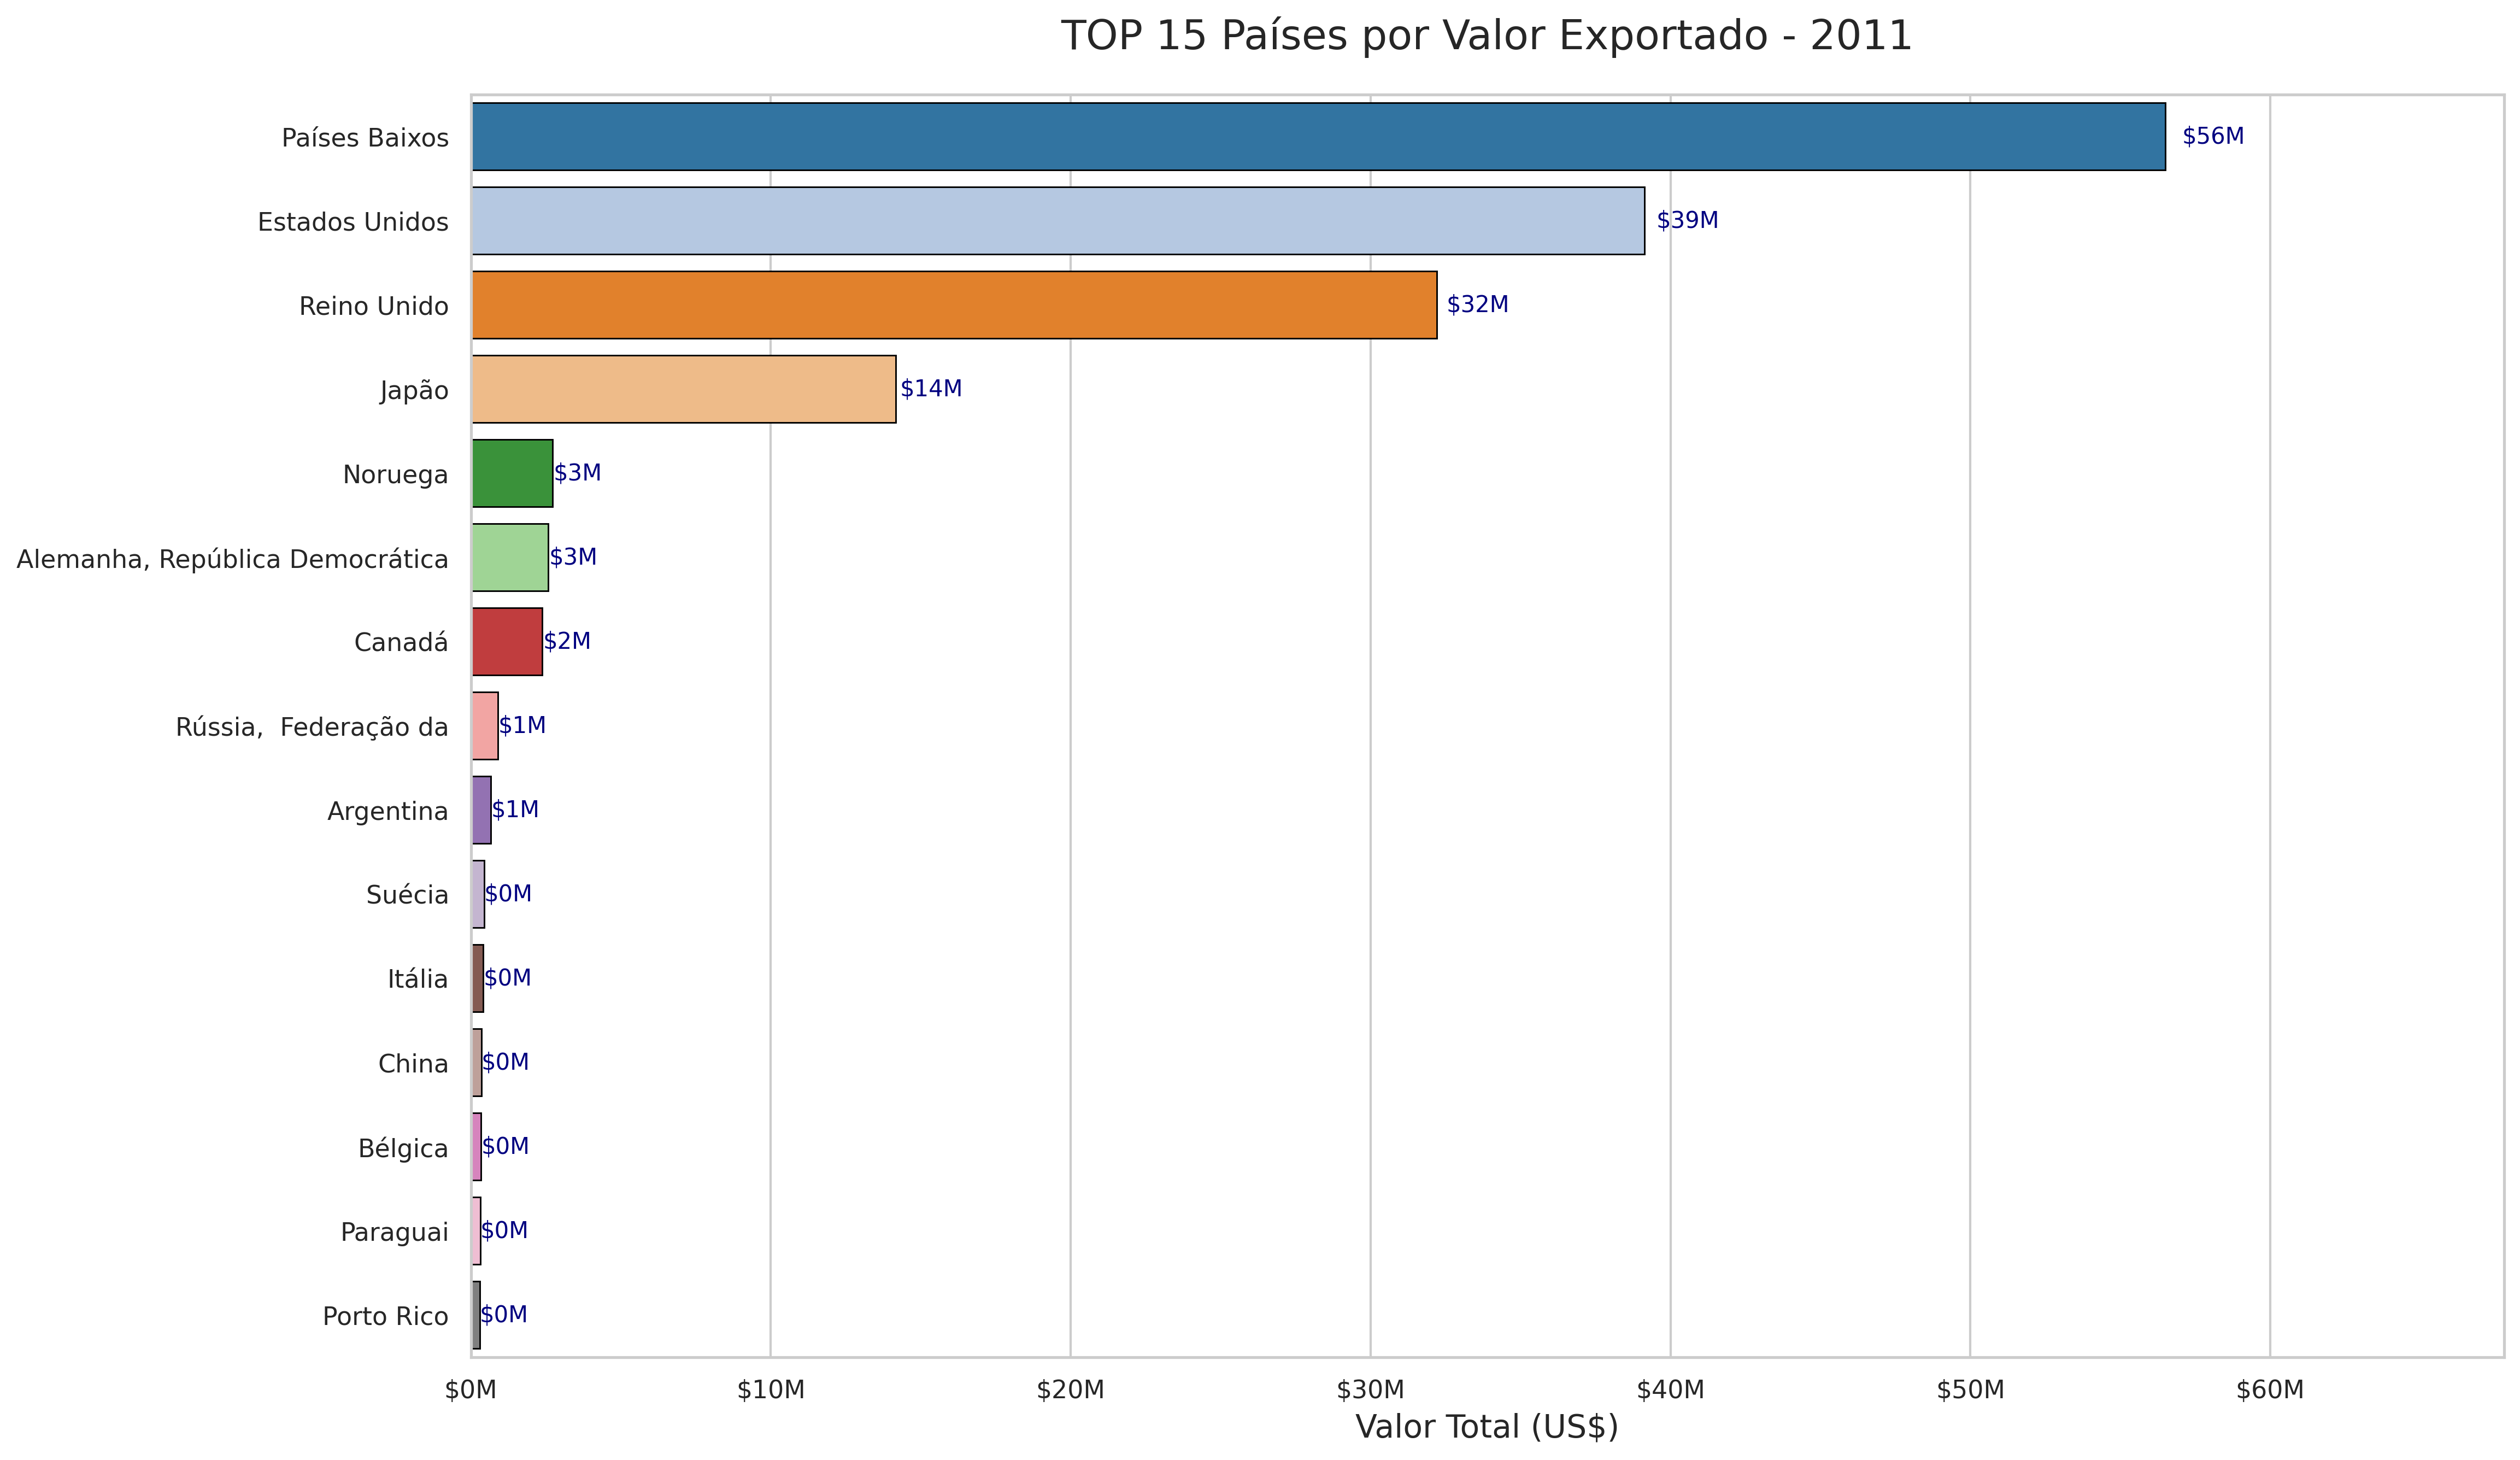 TOP 15 Países por Valor Exportado - 2011
Países Baixos $56M
Estados Unidos $39M
Reino Unido $32M
Japão $14M
Noruega $3M
Alemanha, República Democrática $3M
Canadá $2M
Rússia,  Federação da $1M
Argentina $1M
Suécia $0M
Itália $0M
China $0M
Bélgica $0M
Paraguai $0M
Porto Rico $0M
$0M $10M $20M $30M $40M $50M $60M
Valor Total (US$)